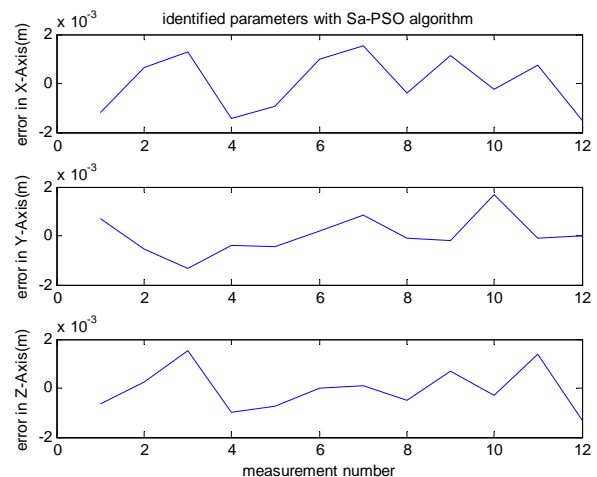 identified parameters with Sa-PSO algorithm
x 10^-3
error in X-Axis(m)
2
0
-2
0 2 4 6 8 10 12
x 10^-3
error in Y-Axis(m)
2
0
-2
0 2 4 6 8 10 12
x 10^-3
error in Z-Axis(m)
2
0
-2
0 2 4 6 8 10 12
measurement number